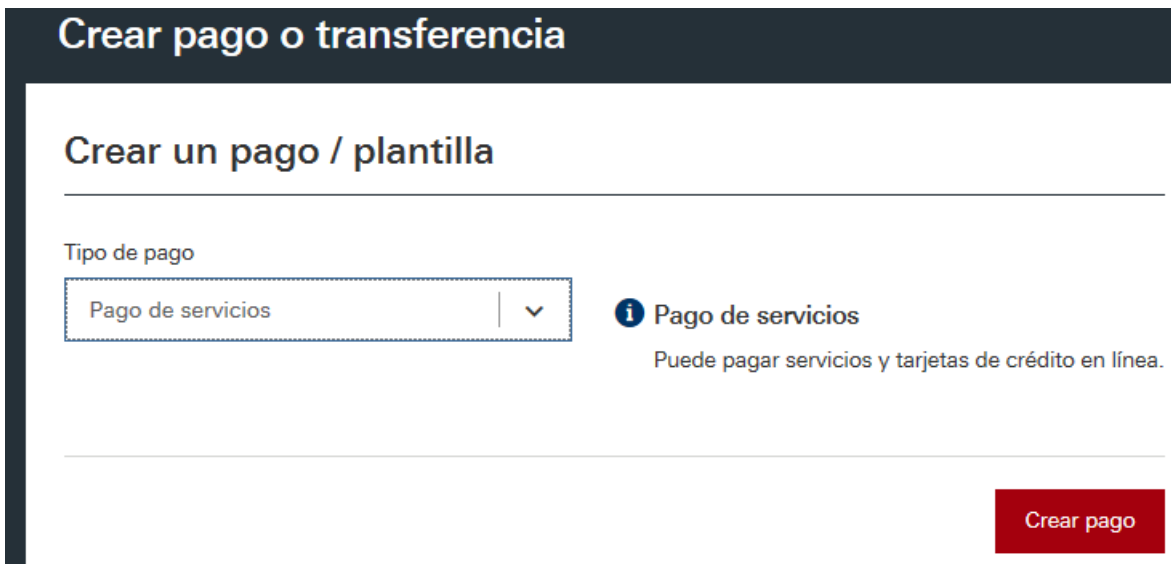 Crear pago o transferencia
Crear un pago / plantilla
Tipo de pago
Pago de servicios
Pago de servicios
Puede pagar servicios y tarjetas de crédito en línea.
Crear pago